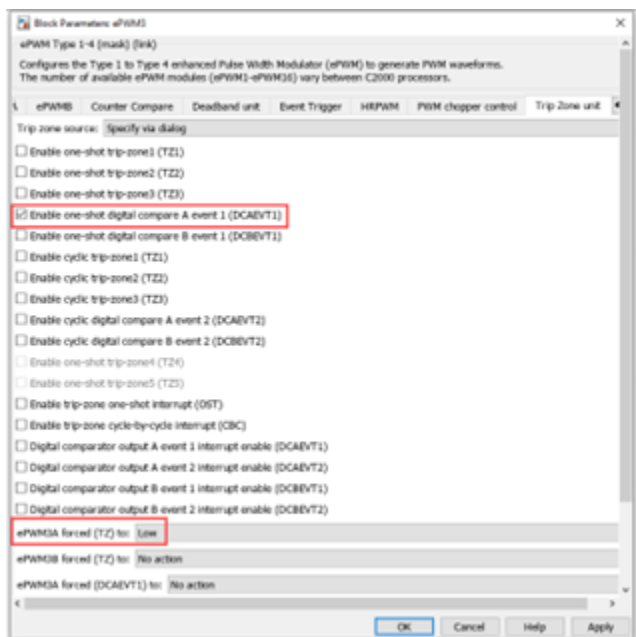 Block Parameters: ePWM3
ePWM Type 1-4 (mask) (link)
Configures the Type 1 to Type 4 enhanced Pulse Width Modulator (ePWM) to generate PWM waveforms.
The number of available ePWM modules (ePWM1-ePWM16) vary between C2000 processors.
ePWMB Counter Compare Deadband unit Event Trigger HRPWM PWM chopper control Trip Zone unit
Trip zone source: Specify via dialog
Enable one-shot trip-zone1 (TZ1)
Enable one-shot trip-zone2 (TZ2)
Enable one-shot trip-zone3 (TZ3)
Enable one-shot digital compare A event 1 (DCAEVT1)
Enable one-shot digital compare B event 1 (DCBEVT1)
Enable cyclic trip-zone1 (TZ1)
Enable cyclic trip-zone2 (TZ2)
Enable cyclic trip-zone3 (TZ3)
Enable cyclic digital compare A event 2 (DCAEVT2)
Enable cyclic digital compare B event 2 (DCBEVT2)
Enable one-shot trip-zone4 (TZ4)
Enable one-shot trip-zone5 (TZ5)
Enable trip-zone one-shot interrupt (OST)
Enable trip-zone cycle-by-cycle interrupt (CBC)
Digital comparator output A event 1 interrupt enable (DCAEVT1)
Digital comparator output A event 2 interrupt enable (DCAEVT2)
Digital comparator output B event 1 interrupt enable (DCBEVT1)
Digital comparator output B event 2 interrupt enable (DCBEVT2)
ePWM3A forced (TZ) to: Low
ePWM3B forced (TZ) to: No action
ePWM3A forced (DCAEVT1) to: No action
OK Cancel Help Apply